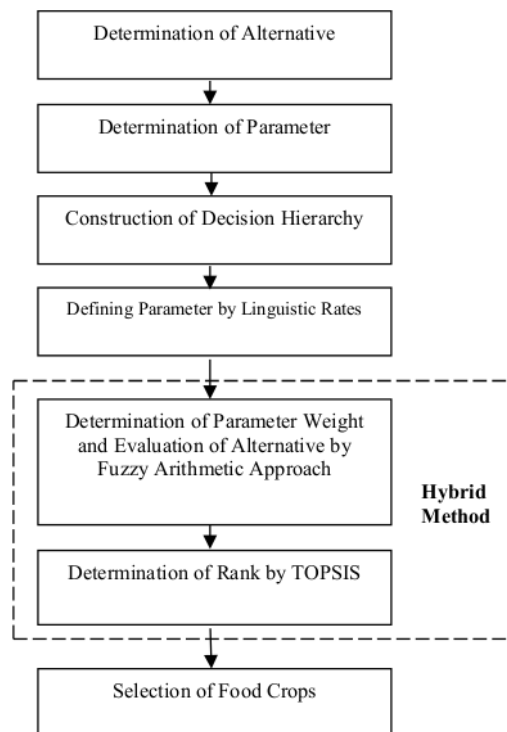 Determination of Alternative
Determination of Parameter
Construction of Decision Hierarchy
Defining Parameter by Linguistic Rates
Determination of Parameter Weight
and Evaluation of Alternative by
Fuzzy Arithmetic Approach
Hybrid
Method
Determination of Rank by TOPSIS
Selection of Food Crops